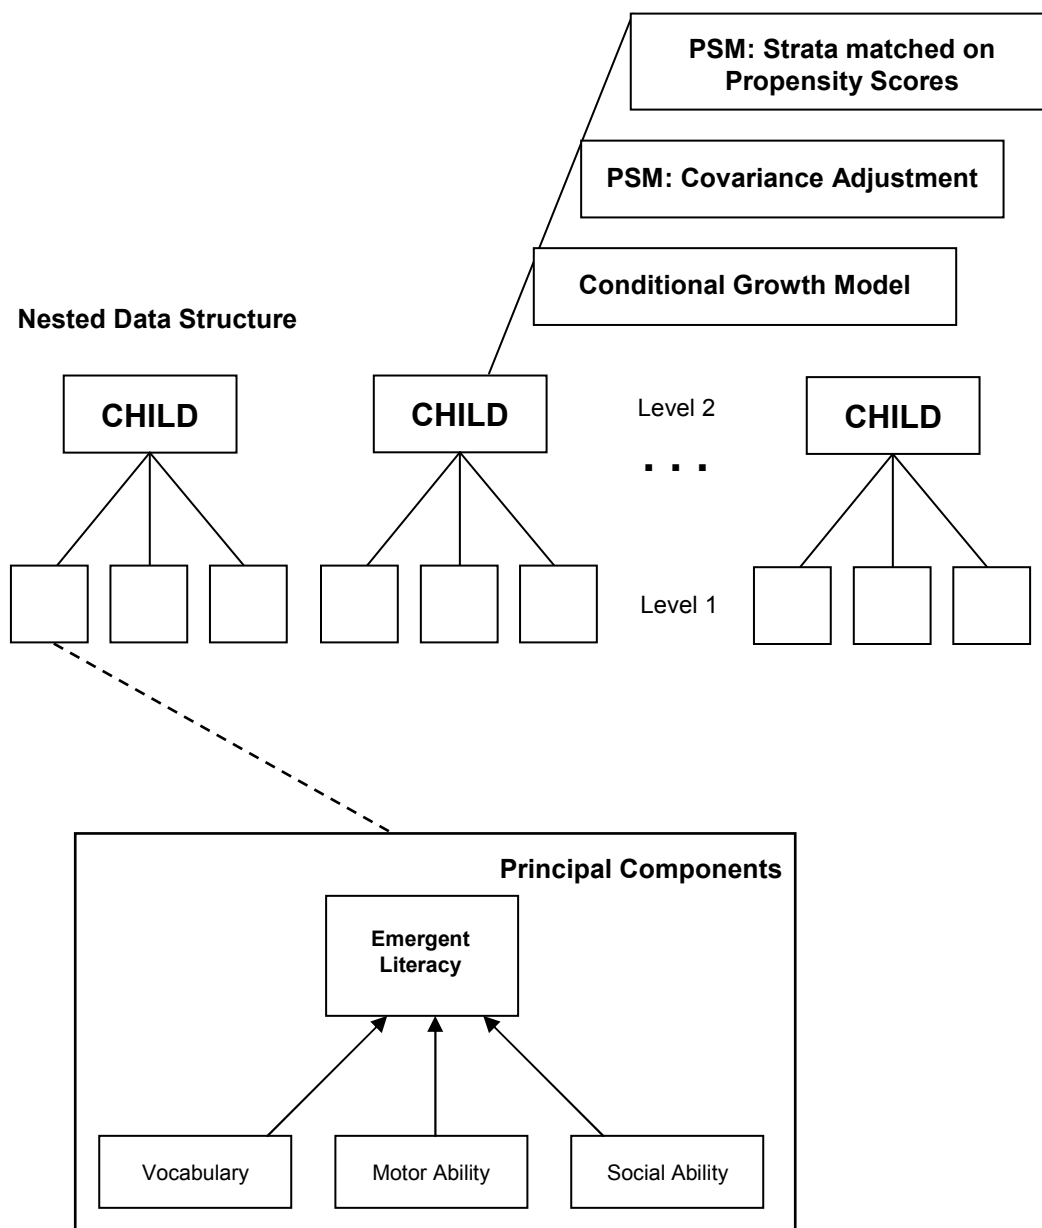 PSM: Strata matched on
Propensity Scores
PSM: Covariance Adjustment
Conditional Growth Model
Nested Data Structure
CHILD
CHILD
Level 2
. . .
CHILD
Level 1
Principal Components
Emergent
Literacy
Vocabulary
Motor Ability
Social Ability